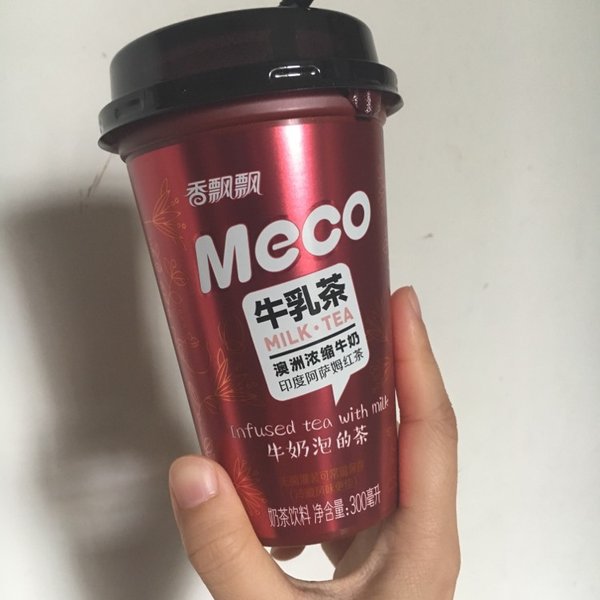 香飘飘
Meco
牛乳茶
MILK·TEA
澳洲浓缩牛奶
印度阿萨姆红茶
Infused tea with milk
牛奶泡的茶
奶茶饮料 净含量:300毫升